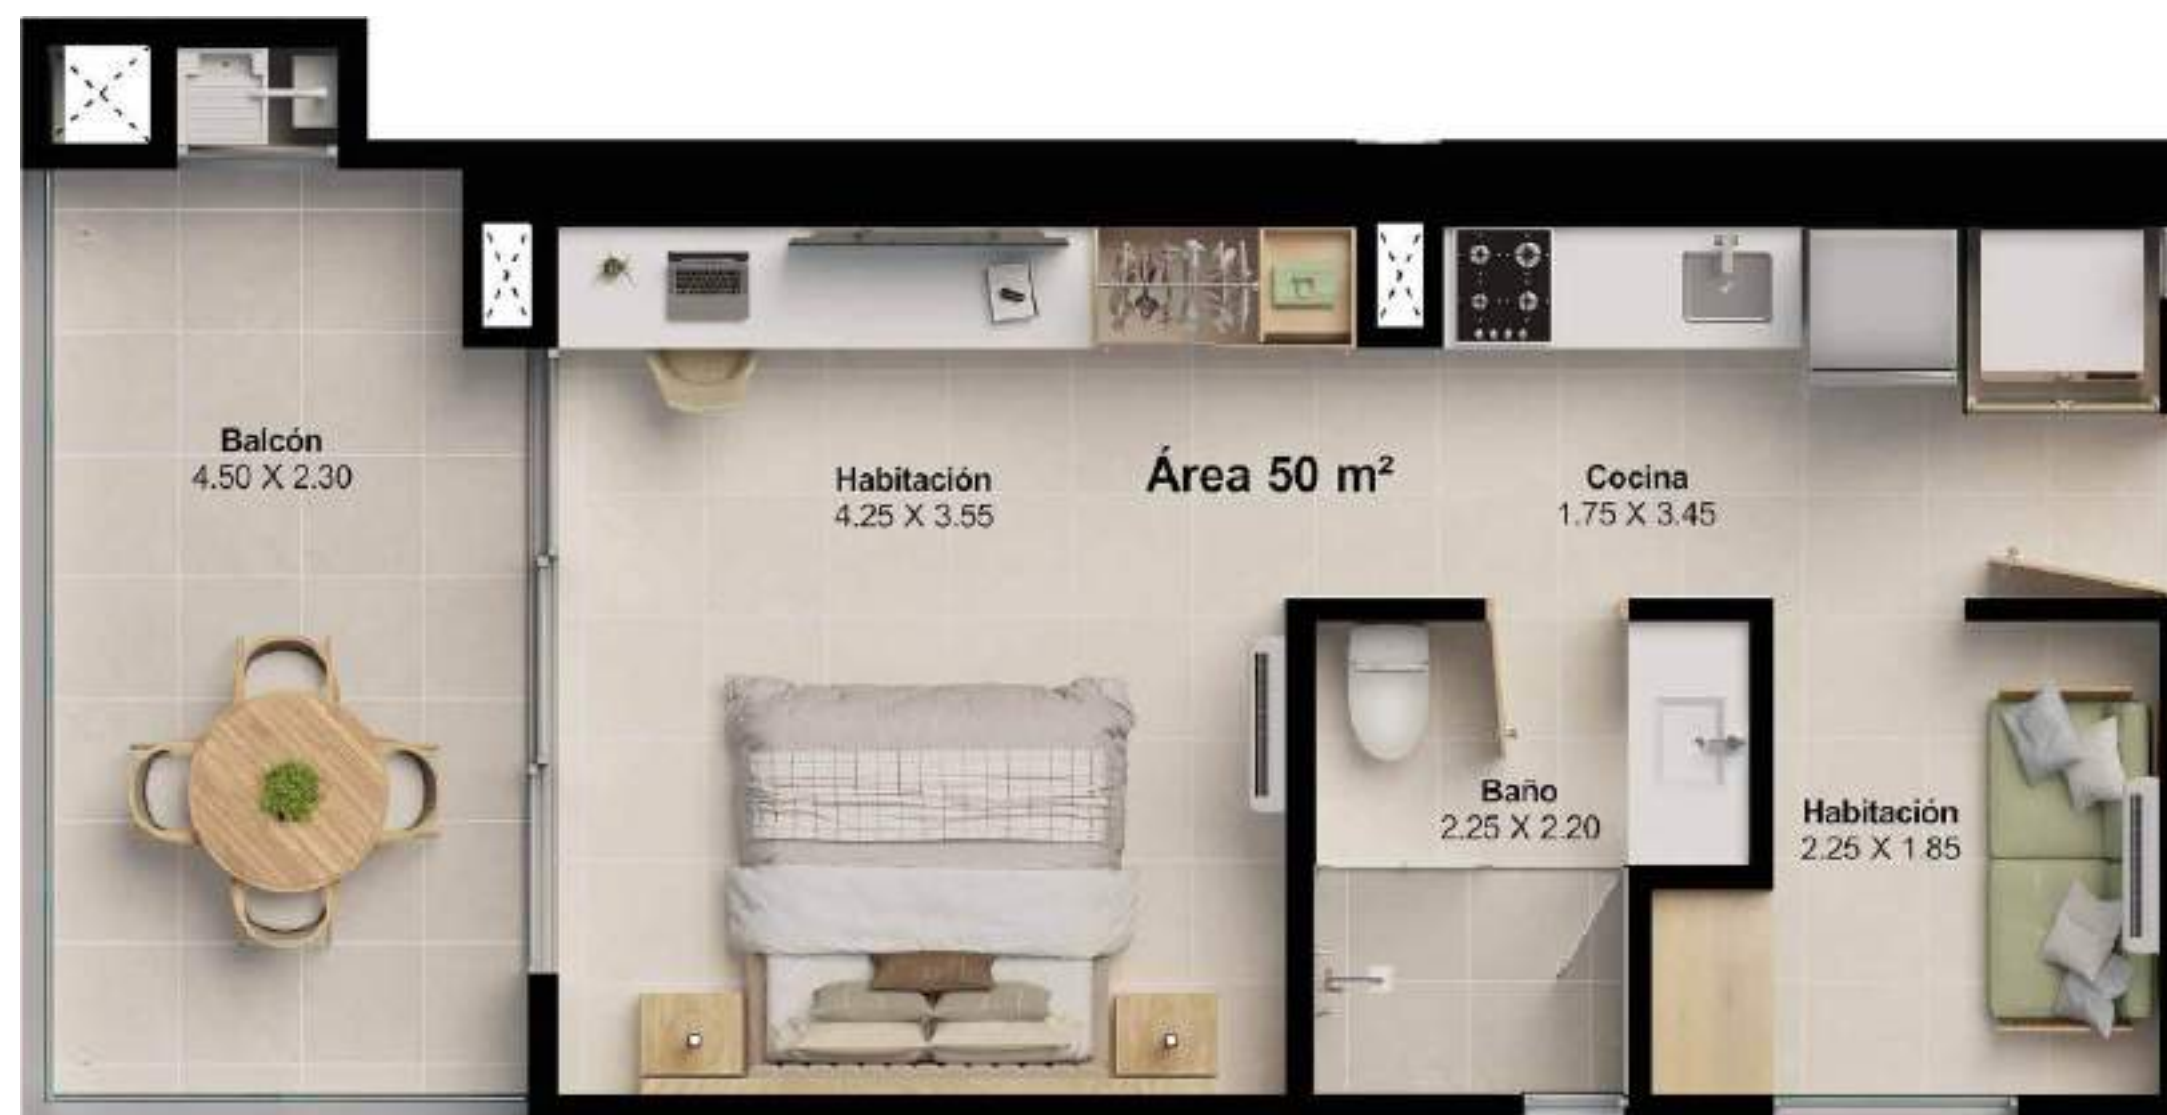 Balcón
4.50 X 2.30
Habitación
4.25 X 3.55
Área 50 m²
Cocina
1.75 X 3.45
Baño
2.25 X 2.20
Habitación
2.25 X 1.85